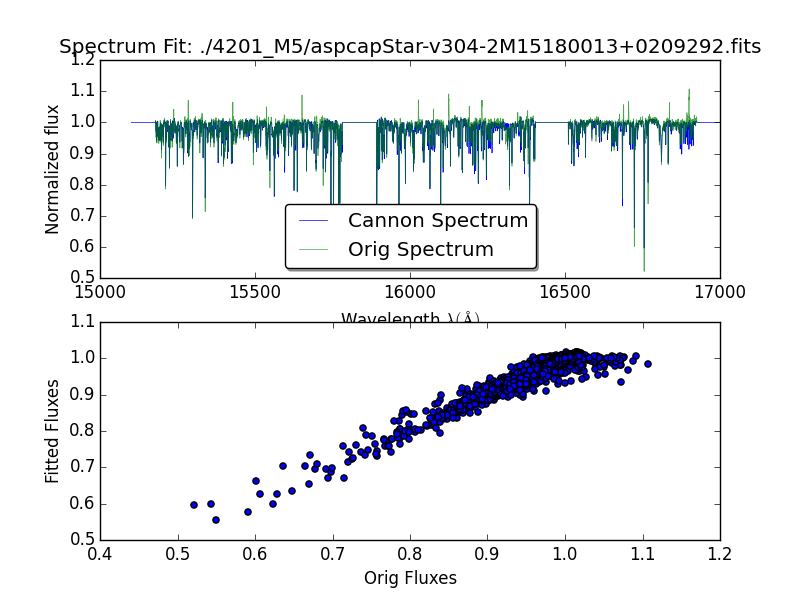 Spectrum Fit: ./4201_M5/aspcapStar-v304-2M15180013+0209292.fits
1.2
1.1
1.0
0.9
0.8
0.7
0.6
0.5
Normalized flux
Cannon Spectrum
Orig Spectrum
15000 15500 16000 16500 17000
Wavelength λ(Å)
1.1
1.0
0.9
0.8
0.7
0.6
0.5
Fitted Fluxes
0.4 0.5 0.6 0.7 0.8 0.9 1.0 1.1 1.2
Orig Fluxes